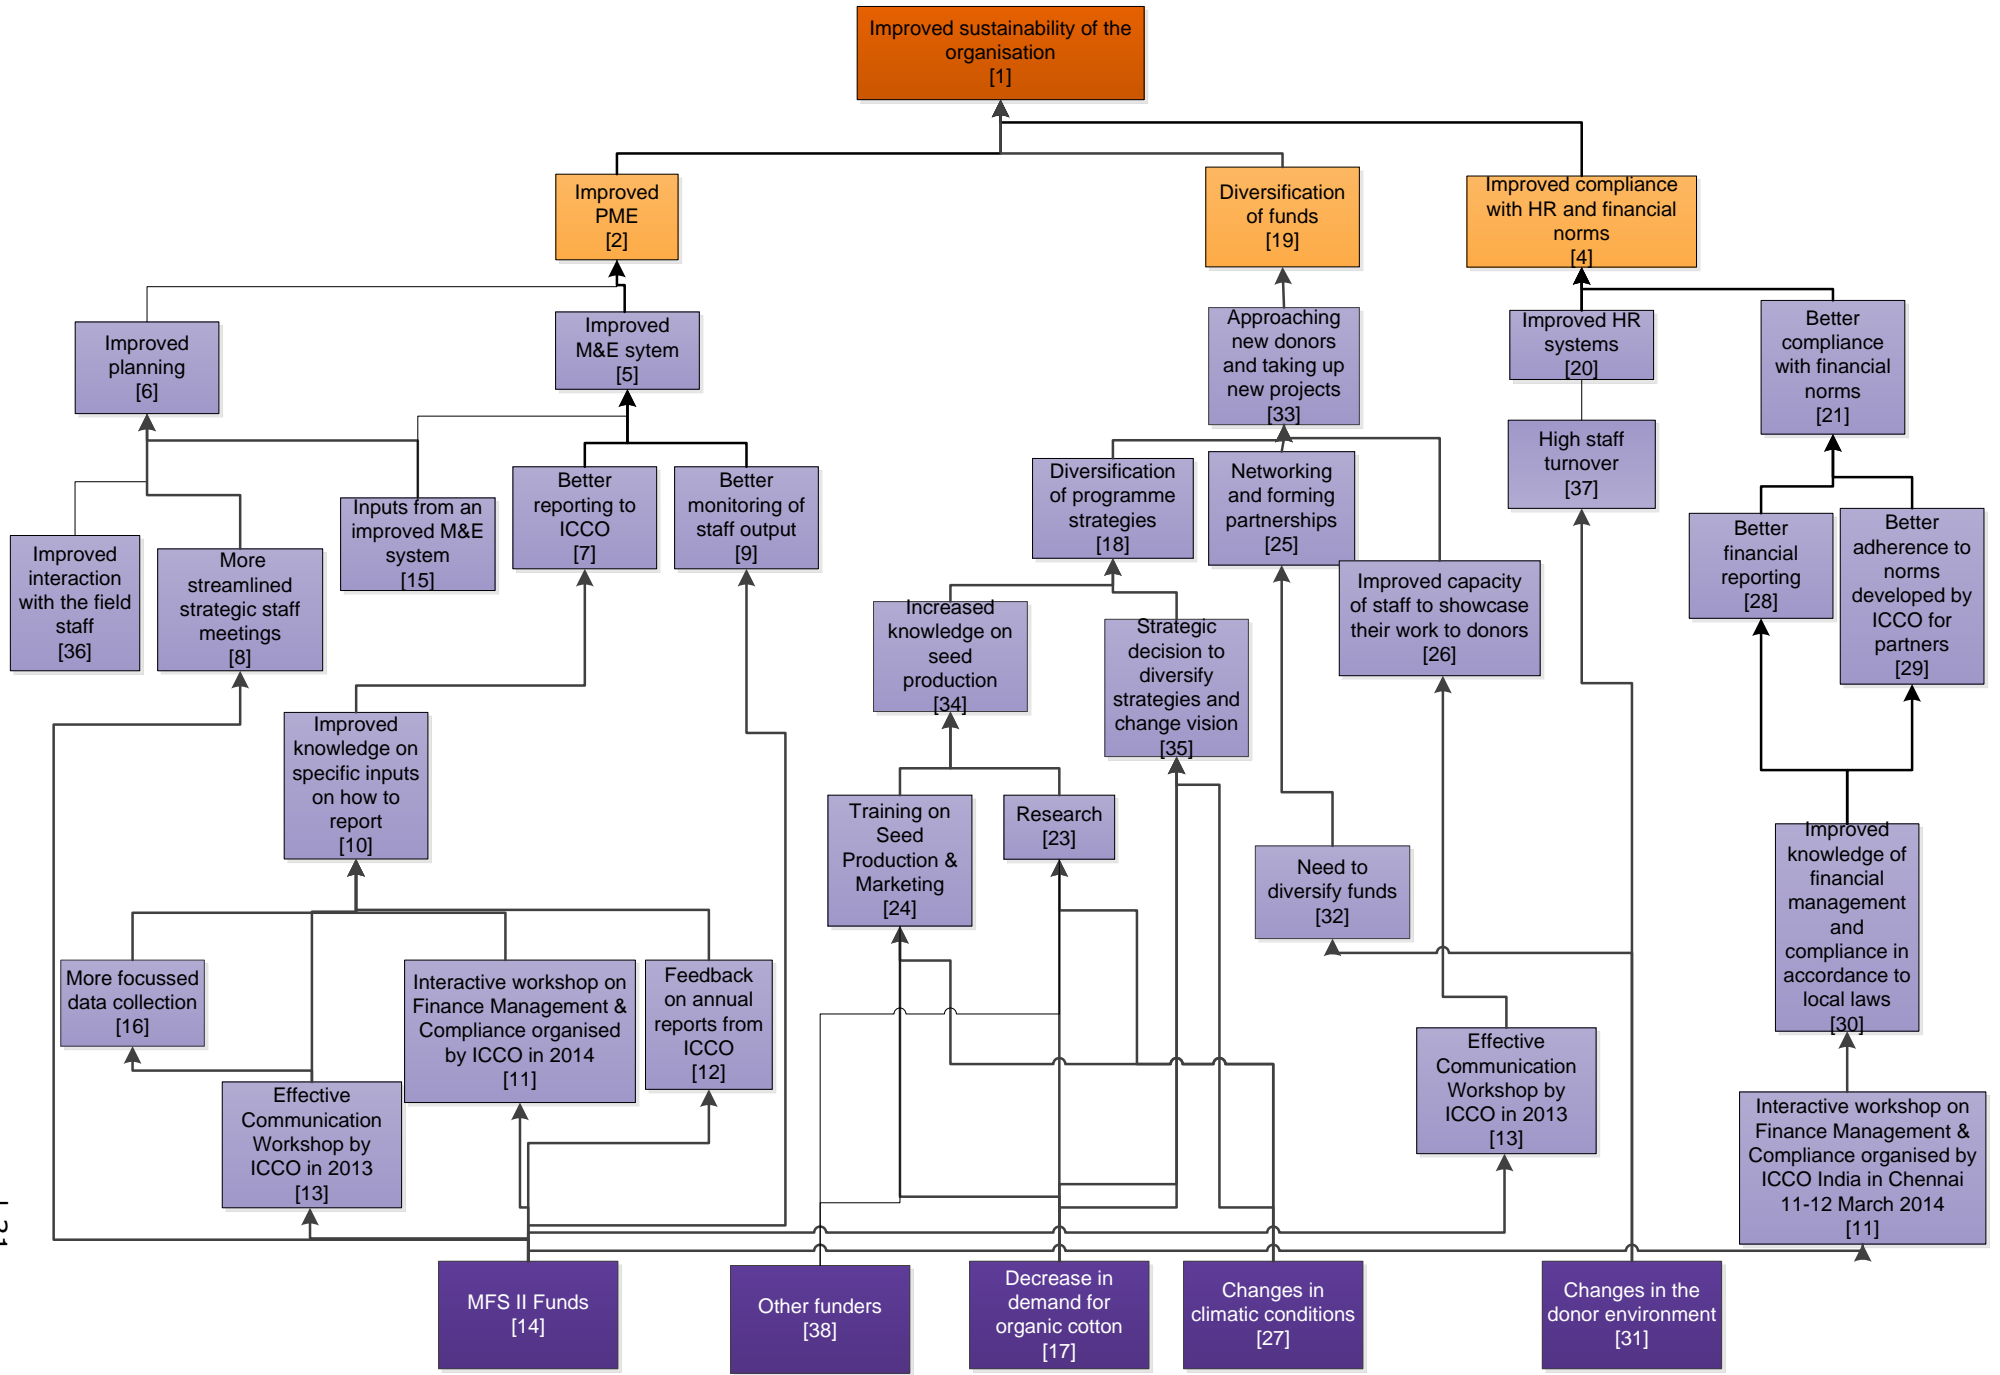 Improved sustainability of the
organisation
[1]
Improved
PME
[2]
Diversification
of funds
[19]
Improved compliance
with HR and financial
norms
[4]
Improved
planning
[6]
Improved
M&E sytem
[5]
Approaching
new donors
and taking up
new projects
[33]
Improved HR
systems
[20]
Better
compliance
with financial
norms
[21]
High staff
turnover
[37]
Inputs from an
improved M&E
system
[15]
Better
reporting to
ICCO
[7]
Better
monitoring of
staff output
[9]
Diversification
of programme
strategies
[18]
Networking
and forming
partnerships
[25]
Improved capacity
of staff to showcase
their work to donors
[26]
Better
financial
reporting
[28]
Better
adherence to
norms
developed by
ICCO for
partners
[29]
Improved
interaction
with the field
staff
[36]
More
streamlined
strategic staff
meetings
[8]
Increased
knowledge on
seed
production
[34]
Strategic
decision to
diversify
strategies and
change vision
[35]
Improved
knowledge on
specific inputs
on how to
report
[10]
Training on
Seed
Production &
Marketing
[24]
Research
[23]
Need to
diversify funds
[32]
Improved
knowledge of
financial
management
and
compliance in
accordance to
local laws
[30]
More focussed
data collection
[16]
Interactive workshop on
Finance Management &
Compliance organised
by ICCO in 2014
[11]
Feedback
on annual
reports from
ICCO
[12]
Effective
Communication
Workshop by
ICCO in 2013
[13]
Effective
Communication
Workshop by
ICCO in 2013
[13]
Interactive workshop on
Finance Management &
Compliance organised by
ICCO India in Chennai
11-12 March 2014
[11]
MFS II Funds
[14]
Other funders
[38]
Decrease in
demand for
organic cotton
[17]
Changes in
climatic conditions
[27]
Changes in the
donor environment
[31]